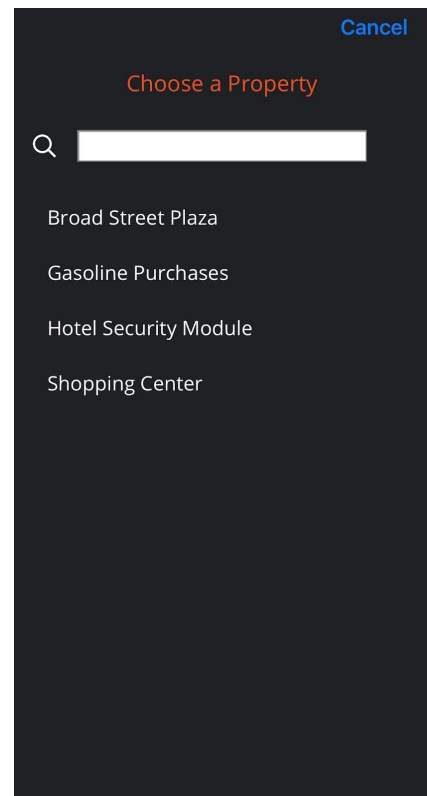 Cancel
Choose a Property
Broad Street Plaza
Gasoline Purchases
Hotel Security Module
Shopping Center